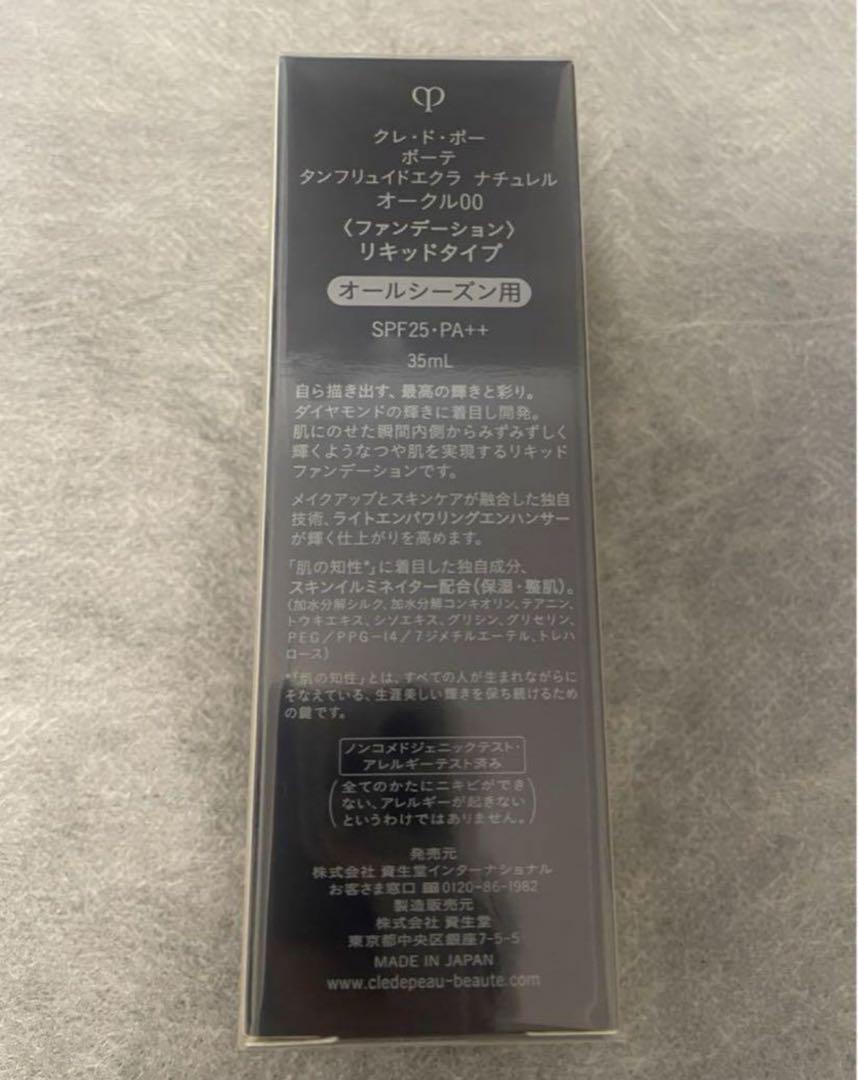 クレ・ド・ポー
ボーテ
タンフリュイドエクラ ナチュレル
オークル00
〈ファンデーション〉
リキッドタイプ
オールシーズン用
SPF25・PA++
35mL
自ら描き出す、最高の輝きと彩り。
ダイヤモンドの輝きに着目し開発。
肌にのせた瞬間内側からみずみずしく
輝くようなつや肌を実現するリキッド
ファンデーションです。
メイクアップとスキンケアが融合した独自
技術、ライトエンパワリングエンハンサー
が輝く仕上がりを高めます。
「肌の知性*」に着目した独自成分、
スキンイルミネイター配合(保湿・整肌)。
(加水分解シルク、加水分解コンキオリン、テアニン、
トウキエキス、シソエキス、グリシン、グリセリン、
PEG/PPG-14/7ジメチルエーテル、トレハ
ロース)
*「肌の知性」とは、すべての人が生まれながらに
そなえている、生涯美しい輝きを保ち続けるため
の鍵です。
ノンコメドジェニックテスト・
アレルギーテスト済み
(全てのかたにニキビができ
ない、アレルギーが起きない
というわけではありません。)
発売元
株式会社 資生堂インターナショナル
お客さま窓口 0120-86-1982
製造販売元
株式会社 資生堂
東京都中央区銀座7-5-5
MADE IN JAPAN
www.cledepeau-beaute.com